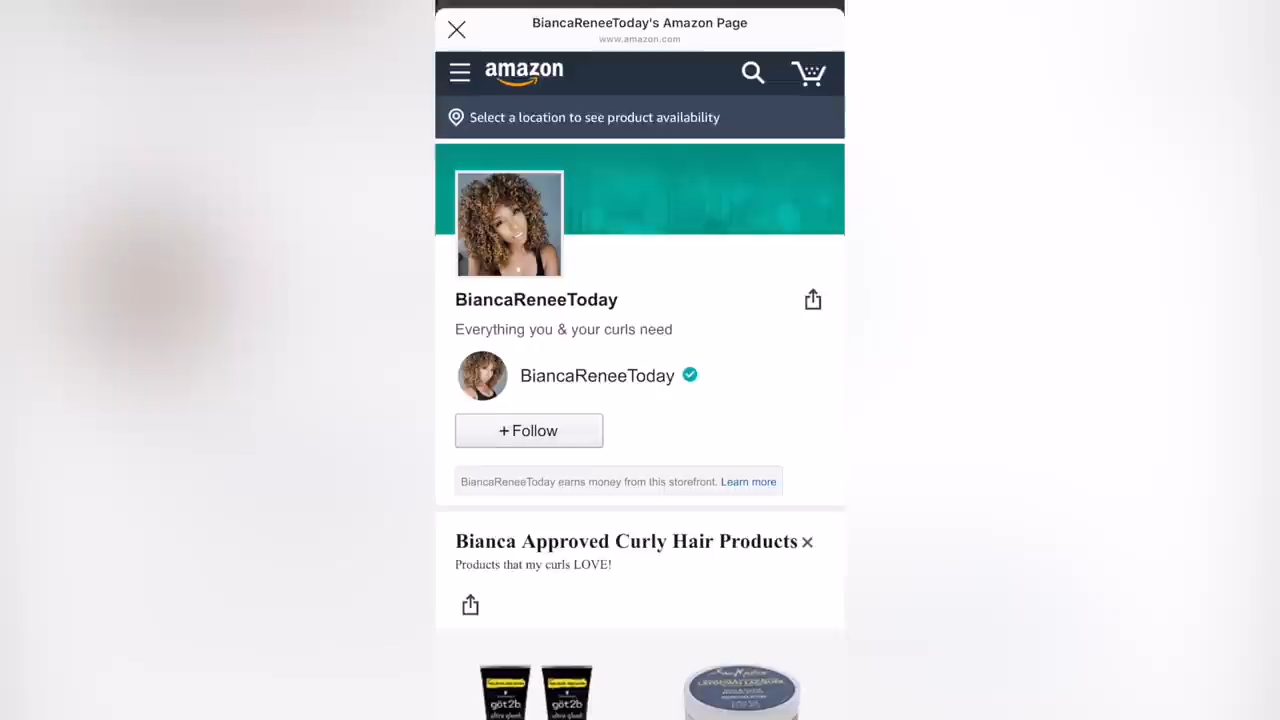 BiancaReneeToday's Amazon Page
www.amazon.com
amazon
Select a location to see product availability
BiancaReneeToday
Everything you & your curls need
BiancaReneeToday
+ Follow
BiancaReneeToday earns money from this storefront. Learn more
Bianca Approved Curly Hair Products
Products that my curls LOVE!
göt2b göt2b
ultra glued